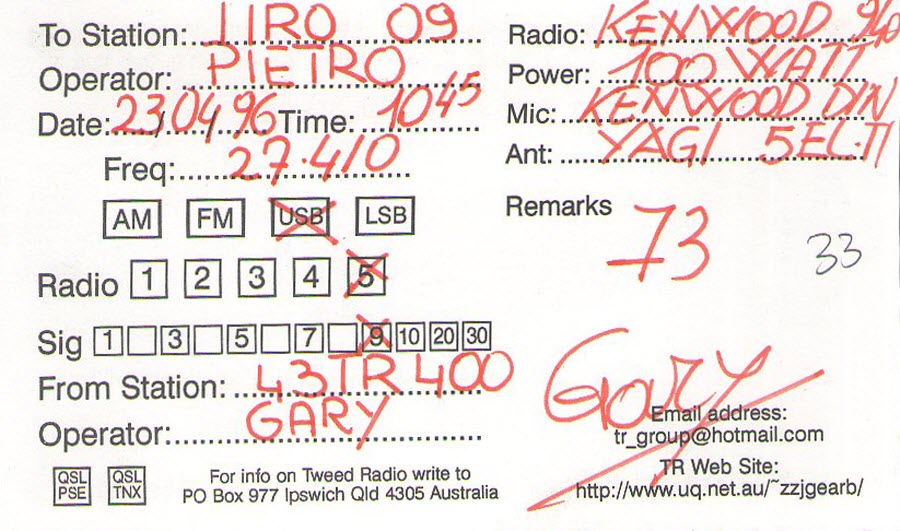 To Station: 1IRO 09
Operator: PIETRO
Date: 23/04/96 Time: 1045
Freq: 27.410
AM FM USB LSB
Radio 1 2 3 4 5
Sig 1 3 5 7 9 10 20 30
From Station: 43TR400
Operator: GARY
QSL PSE
QSL TNX
For info on Tweed Radio write to
PO Box 977 Ipswich Qld 4305 Australia
Radio: KENWOOD 940
Power: 100 WATT
Mic: KENWOOD DIN
Ant: YAGI 5EL.
Remarks
73
33
Gary
Email address:
tr_group@hotmail.com
TR Web Site:
http://www.uq.net.au/~zzjgearb/